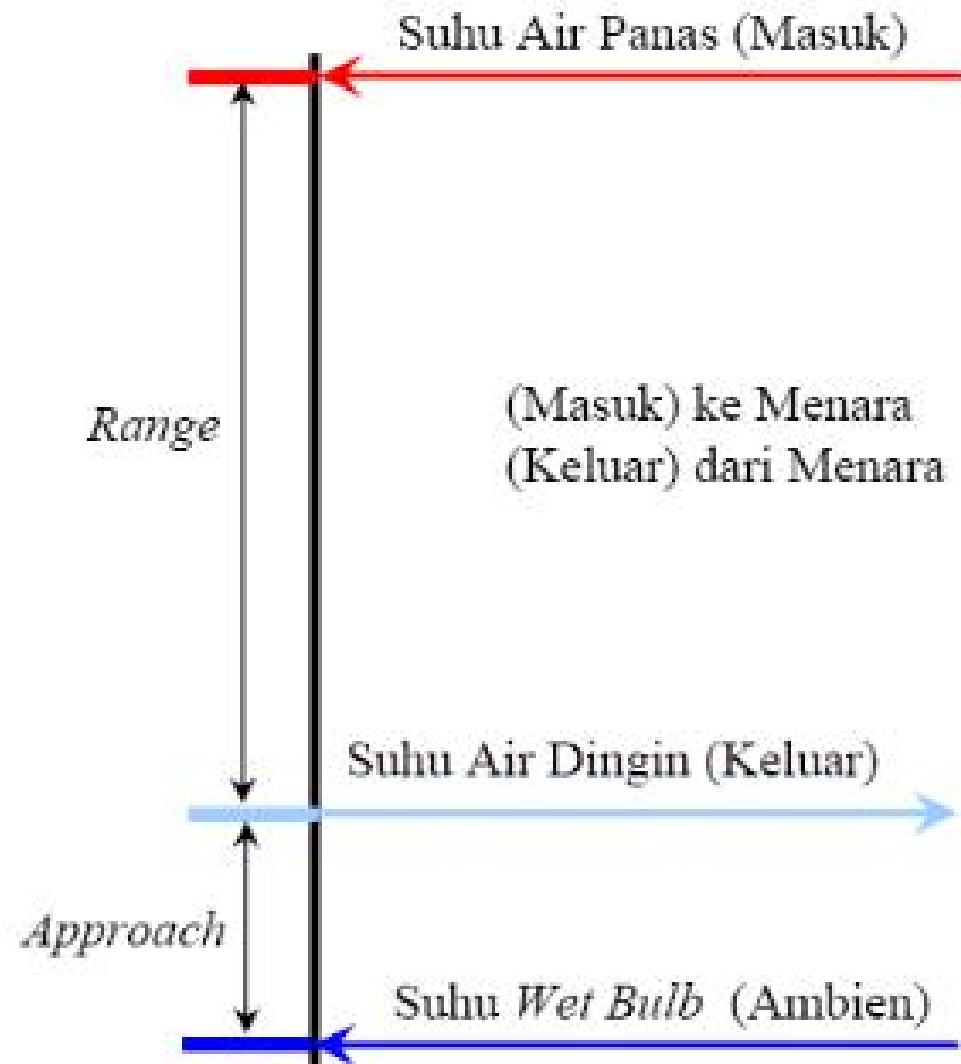 Suhu Air Panas (Masuk)
Range
(Masuk) ke Menara
(Keluar) dari Menara
Suhu Air Dingin (Keluar)
Approach
Suhu Wet Bulb (Ambien)